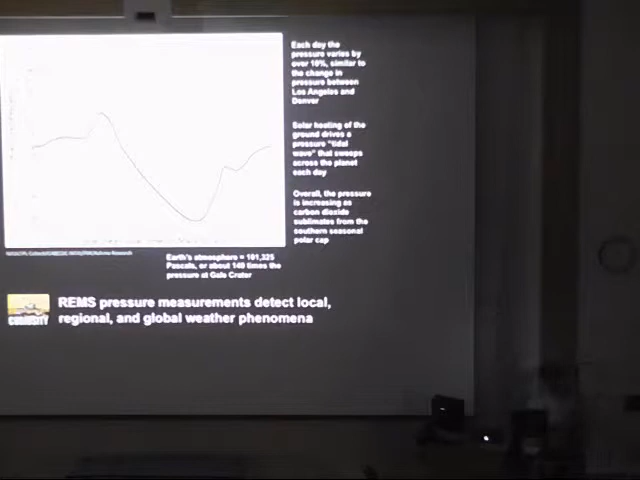 Each day the
pressure varies by
over 10%, similar to
the change in
pressure between
Los Angeles and
Denver
Solar heating of the
ground drives a
pressure "tidal
wave" that sweeps
across the planet
each day
Overall, the pressure
is increasing as
carbon dioxide
sublimates from the
southern seasonal
polar cap
Earth's atmosphere = 101,325
Pascals, or about 140 times the
pressure at Gale Crater
CURIOSITY
REMS pressure measurements detect local,
regional, and global weather phenomena